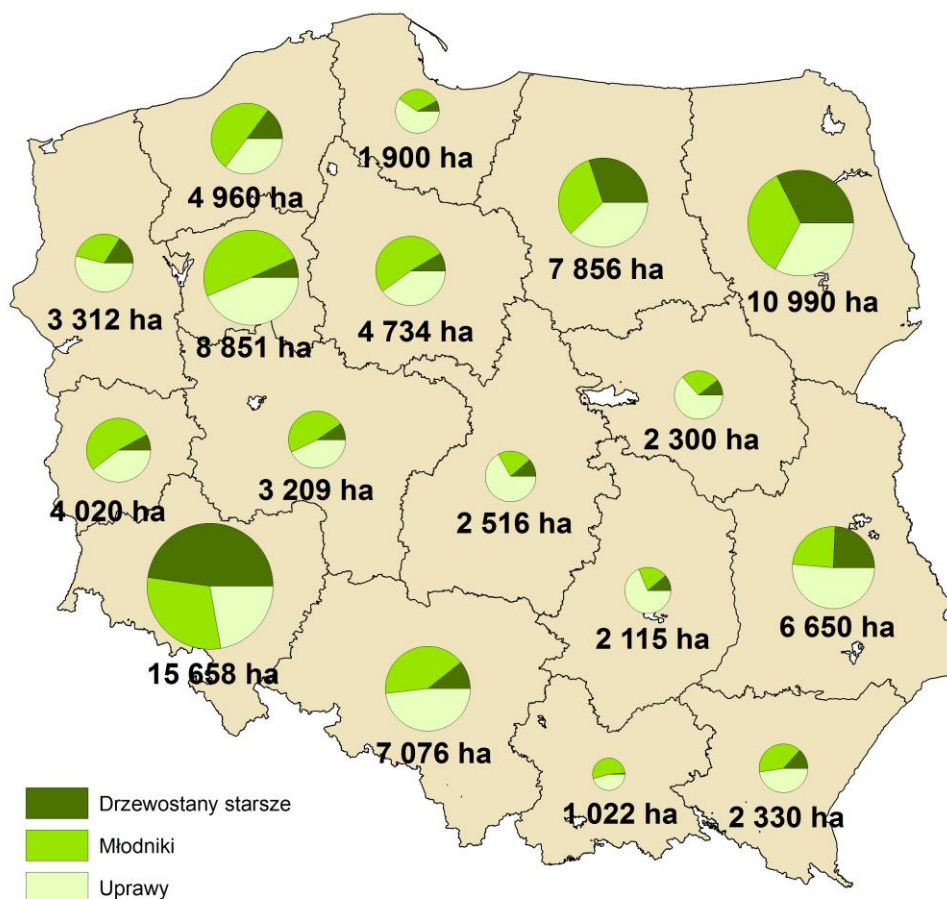 1 900 ha
4 960 ha
7 856 ha
10 990 ha
3 312 ha
8 851 ha
4 734 ha
2 300 ha
4 020 ha
3 209 ha
2 516 ha
15 658 ha
2 115 ha
6 650 ha
7 076 ha
1 022 ha
2 330 ha
Drzewostany starsze
Młodniki
Uprawy